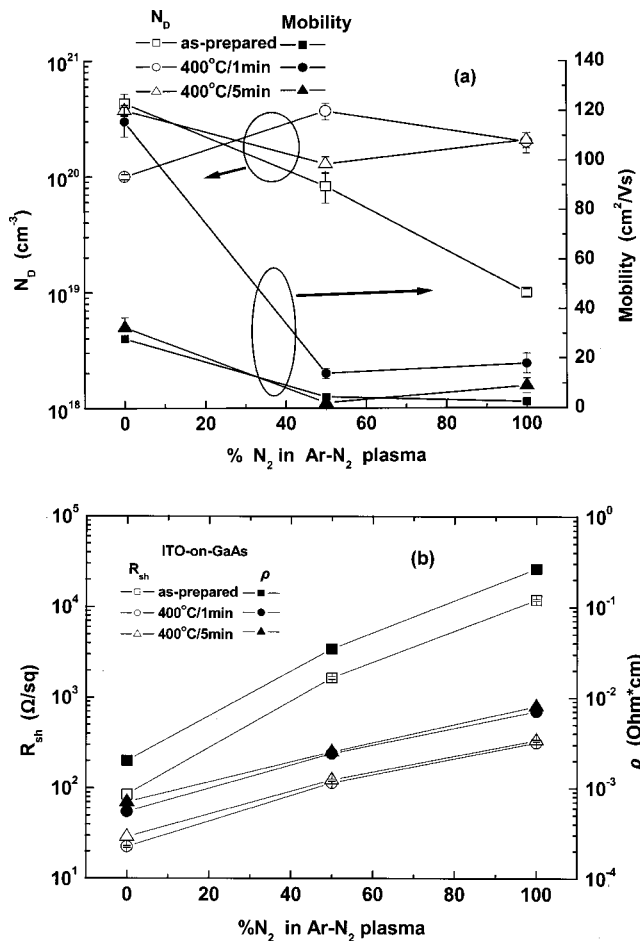 N_D Mobility
as-prepared
400°C/1min
400°C/5min
(a)
10^21
10^20
10^19
10^18
N_D (cm^-3)
140
120
100
80
60
40
20
0
Mobility (cm^2/Vs)
0 20 40 60 80 100
% N_2 in Ar-N_2 plasma
(b)
ITO-on-GaAs
R_sh ρ
as-prepared
400°C/1min
400°C/5min
10^5
10^4
10^3
10^2
10^1
R_sh (Ω/sq)
10^0
10^-1
10^-2
10^-3
10^-4
ρ (Ohm*cm)
0 20 40 60 80 100
%N_2 in Ar-N_2 plasma